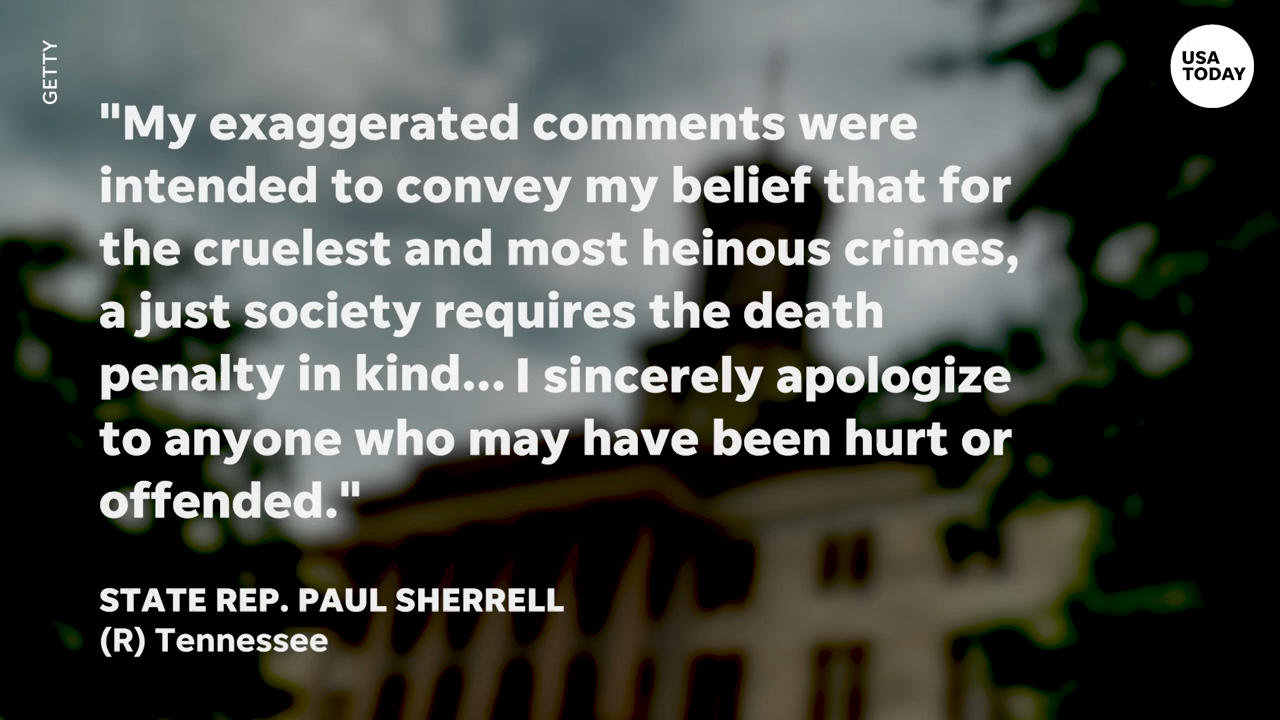 GETTY
USA
TODAY
"My exaggerated comments were
intended to convey my belief that for
the cruelest and most heinous crimes,
a just society requires the death
penalty in kind... I sincerely apologize
to anyone who may have been hurt or
offended."
STATE REP. PAUL SHERRELL
(R) Tennessee